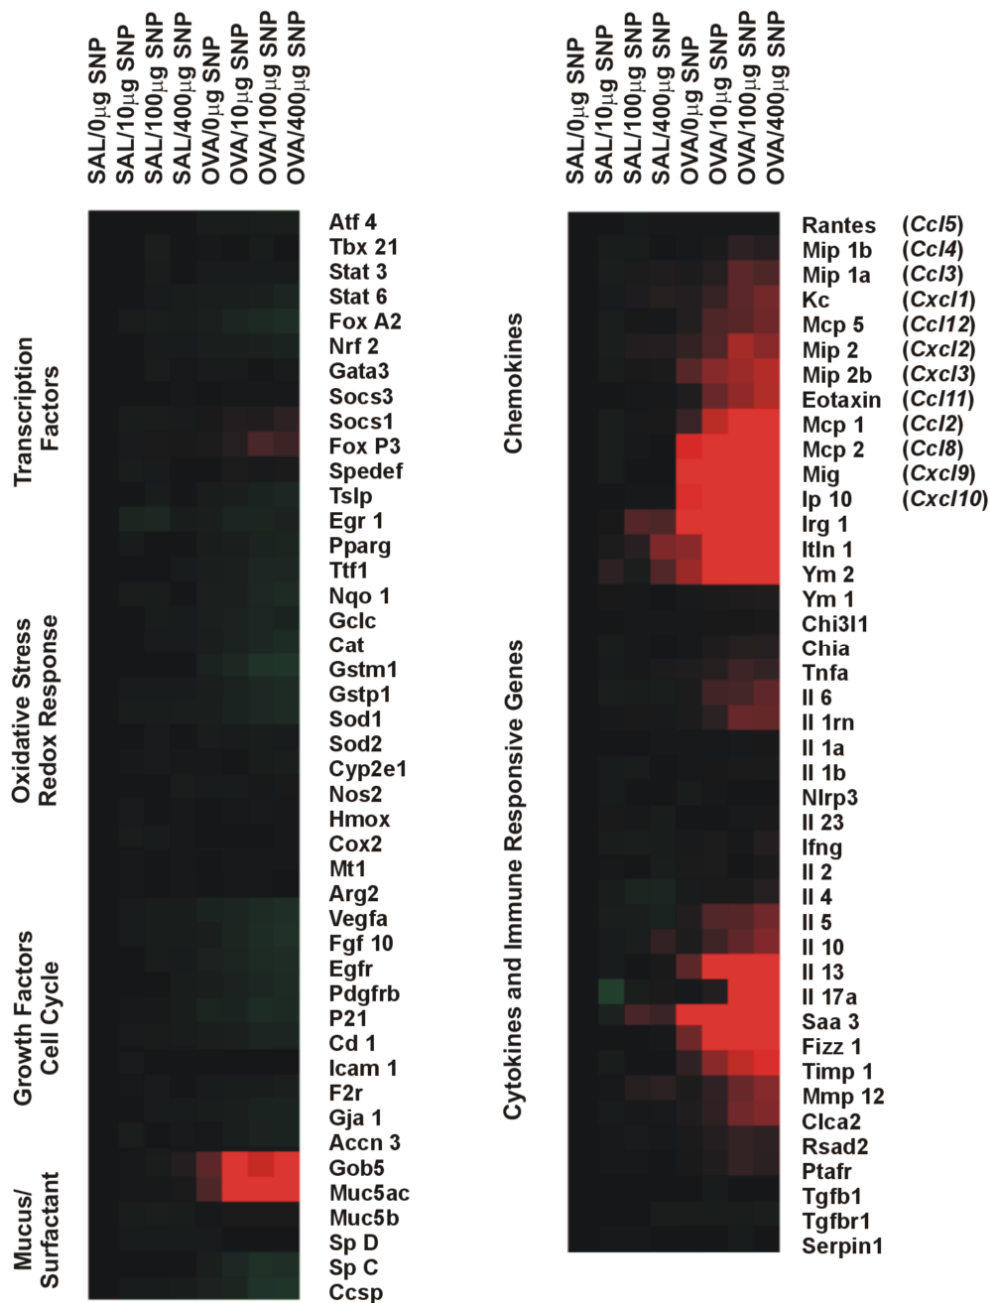 SAL/0µg SNP
SAL/10µg SNP
SAL/100µg SNP
SAL/400µg SNP
OVA/0µg SNP
OVA/10µg SNP
OVA/100µg SNP
OVA/400µg SNP
Transcription
Factors
Oxidative Stress
Redox Response
Growth Factors
Cell Cycle
Mucus/
Surfactant
Atf 4
Tbx 21
Stat 3
Stat 6
Fox A2
Nrf 2
Gata3
Socs3
Socs1
Fox P3
Spedef
Tslp
Egr 1
Pparg
Ttf1
Nqo 1
Gclc
Cat
Gstm1
Gstp1
Sod1
Sod2
Cyp2e1
Nos2
Hmox
Cox2
Mt1
Arg2
Vegfa
Fgf 10
Egfr
Pdgfrb
P21
Cd 1
Icam 1
F2r
Gja 1
Accn 3
Gob5
Muc5ac
Muc5b
Sp D
Sp C
Ccsp
SAL/0µg SNP
SAL/10µg SNP
SAL/100µg SNP
SAL/400µg SNP
OVA/0µg SNP
OVA/10µg SNP
OVA/100µg SNP
OVA/400µg SNP
Chemokines
Cytokines and Immune Responsive Genes
Rantes (Ccl5)
Mip 1b (Ccl4)
Mip 1a (Ccl3)
Kc (Cxcl1)
Mcp 5 (Ccl12)
Mip 2 (Cxcl2)
Mip 2b (Cxcl3)
Eotaxin (Ccl11)
Mcp 1 (Ccl2)
Mcp 2 (Ccl8)
Mig (Cxcl9)
Ip 10 (Cxcl10)
Irg 1
Itln 1
Ym 2
Ym 1
Chi3l1
Chia
Tnfa
Il 6
Il 1rn
Il 1a
Il 1b
Nlrp3
Il 23
Ifng
Il 2
Il 4
Il 5
Il 10
Il 13
Il 17a
Saa 3
Fizz 1
Timp 1
Mmp 12
Clca2
Rsad2
Ptafr
Tgfb1
Tgfbr1
Serpin1